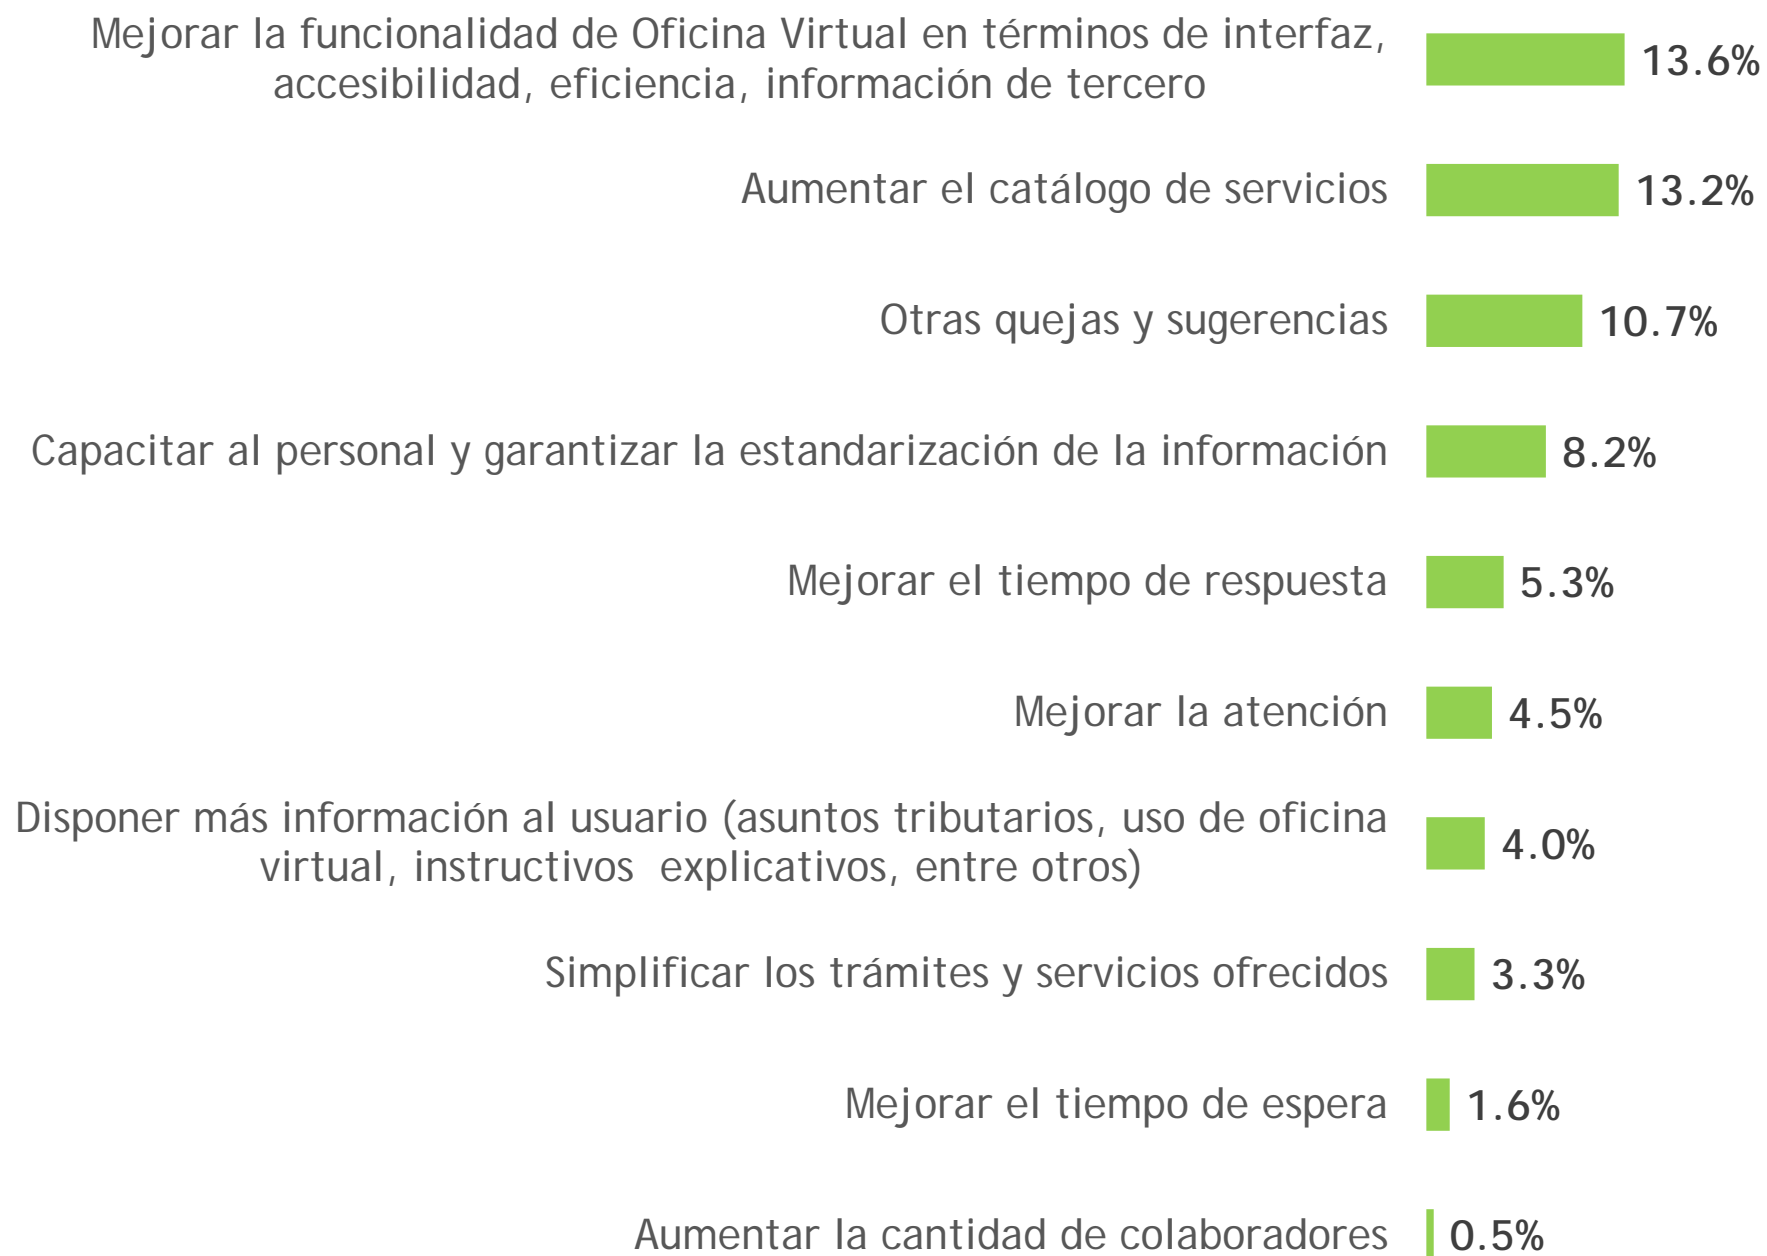 Mejorar la funcionalidad de Oficina Virtual en términos de interfaz,
accesibilidad, eficiencia, información de tercero
13.6%
Aumentar el catálogo de servicios
13.2%
Otras quejas y sugerencias
10.7%
Capacitar al personal y garantizar la estandarización de la información
8.2%
Mejorar el tiempo de respuesta
5.3%
Mejorar la atención
4.5%
Disponer más información al usuario (asuntos tributarios, uso de oficina
virtual, instructivos  explicativos, entre otros)
4.0%
Simplificar los trámites y servicios ofrecidos
3.3%
Mejorar el tiempo de espera
1.6%
Aumentar la cantidad de colaboradores
0.5%